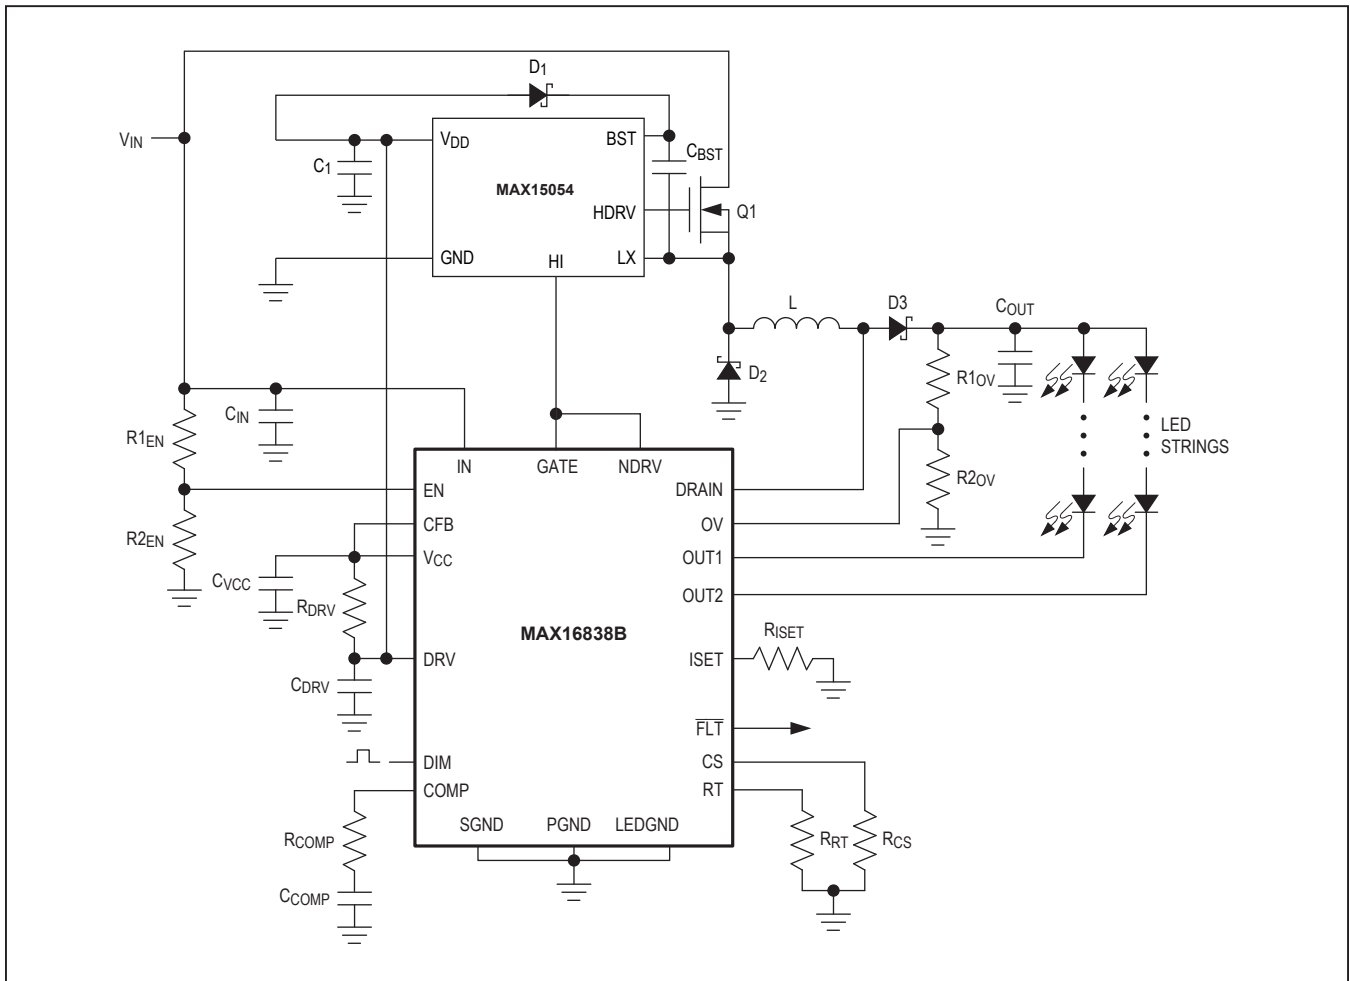 D1
VIN
C1
VDD
BST
CBST
MAX15054
HDRV
Q1
GND
HI
LX
L
D3
COUT
D2
R1OV
CIN
R1EN
LED
STRINGS
IN
GATE
NDRV
R2OV
EN
DRAIN
CFB
OV
R2EN
VCC
OUT1
CVCC
OUT2
RDRV
MAX16838B
RISET
DRV
ISET
CDRV
FLT
DIM
CS
COMP
RT
SGND
PGND
LEDGND
RCOMP
RRT
RCS
CCOMP